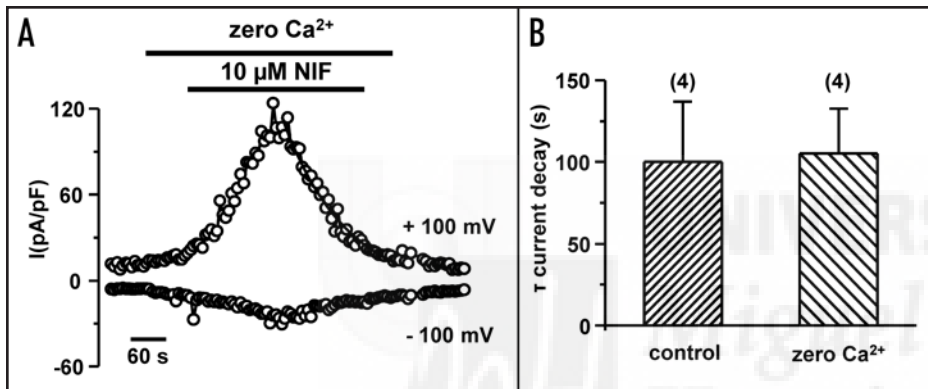 A
zero Ca²⁺
10 µM NIF
120
60
0
-60
I(pA/pF)
+ 100 mV
- 100 mV
60 s
B
150
100
50
0
τ current decay (s)
(4)
(4)
control
zero Ca²⁺
Miguel